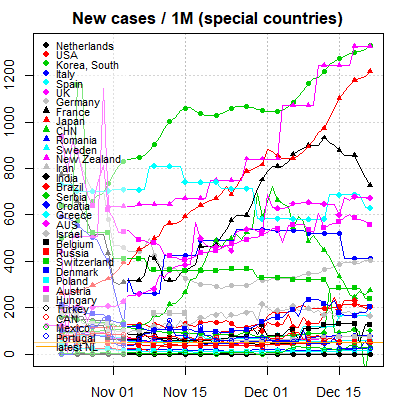 New cases / 1M (special countries)
1200
1000
800
600
400
200
0
Netherlands
USA
Korea, South
Italy
Spain
UK
Germany
France
Japan
CHN
Romania
Sweden
New Zealand
Iran
India
Brazil
Serbia
Croatia
Greece
AUS
Israel
Belgium
Russia
Switzerland
Denmark
Poland
Austria
Hungary
Turkey
CAN
Mexico
Portugal
latest NL
Nov 01
Nov 15
Dec 01
Dec 15